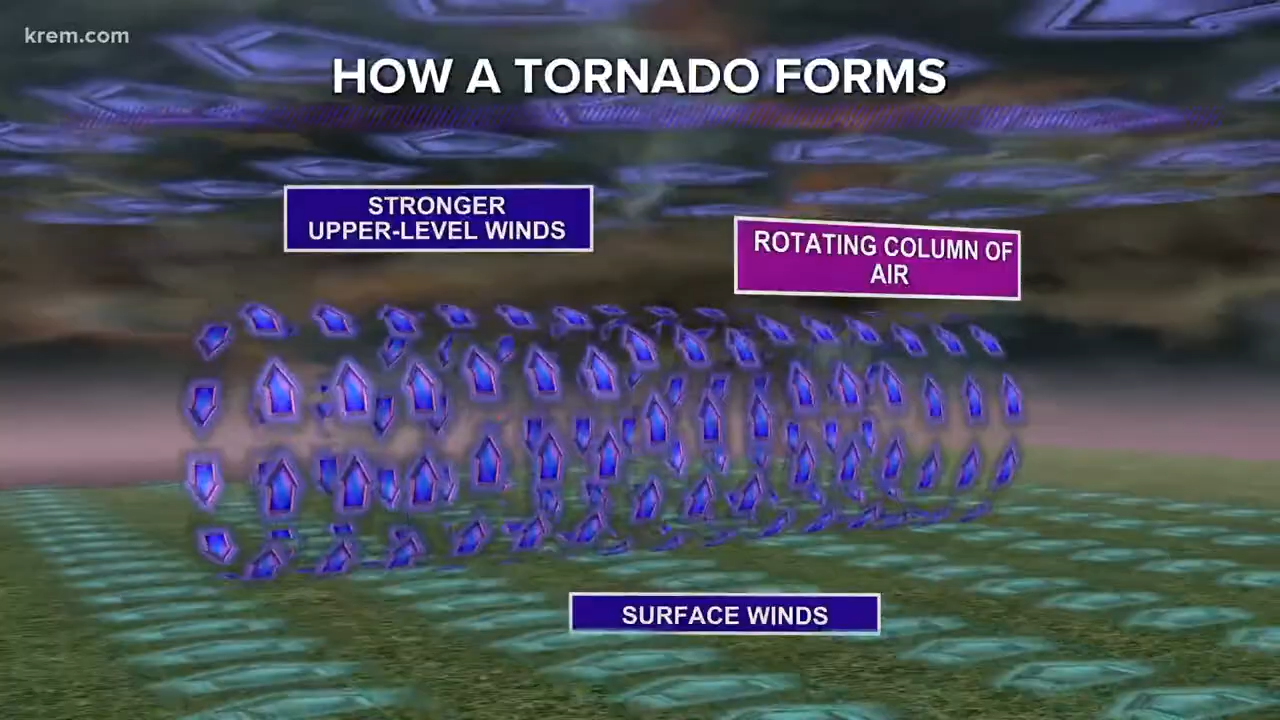 krem.com
HOW A TORNADO FORMS
STRONGER
UPPER-LEVEL WINDS
ROTATING COLUMN OF
AIR
SURFACE WINDS